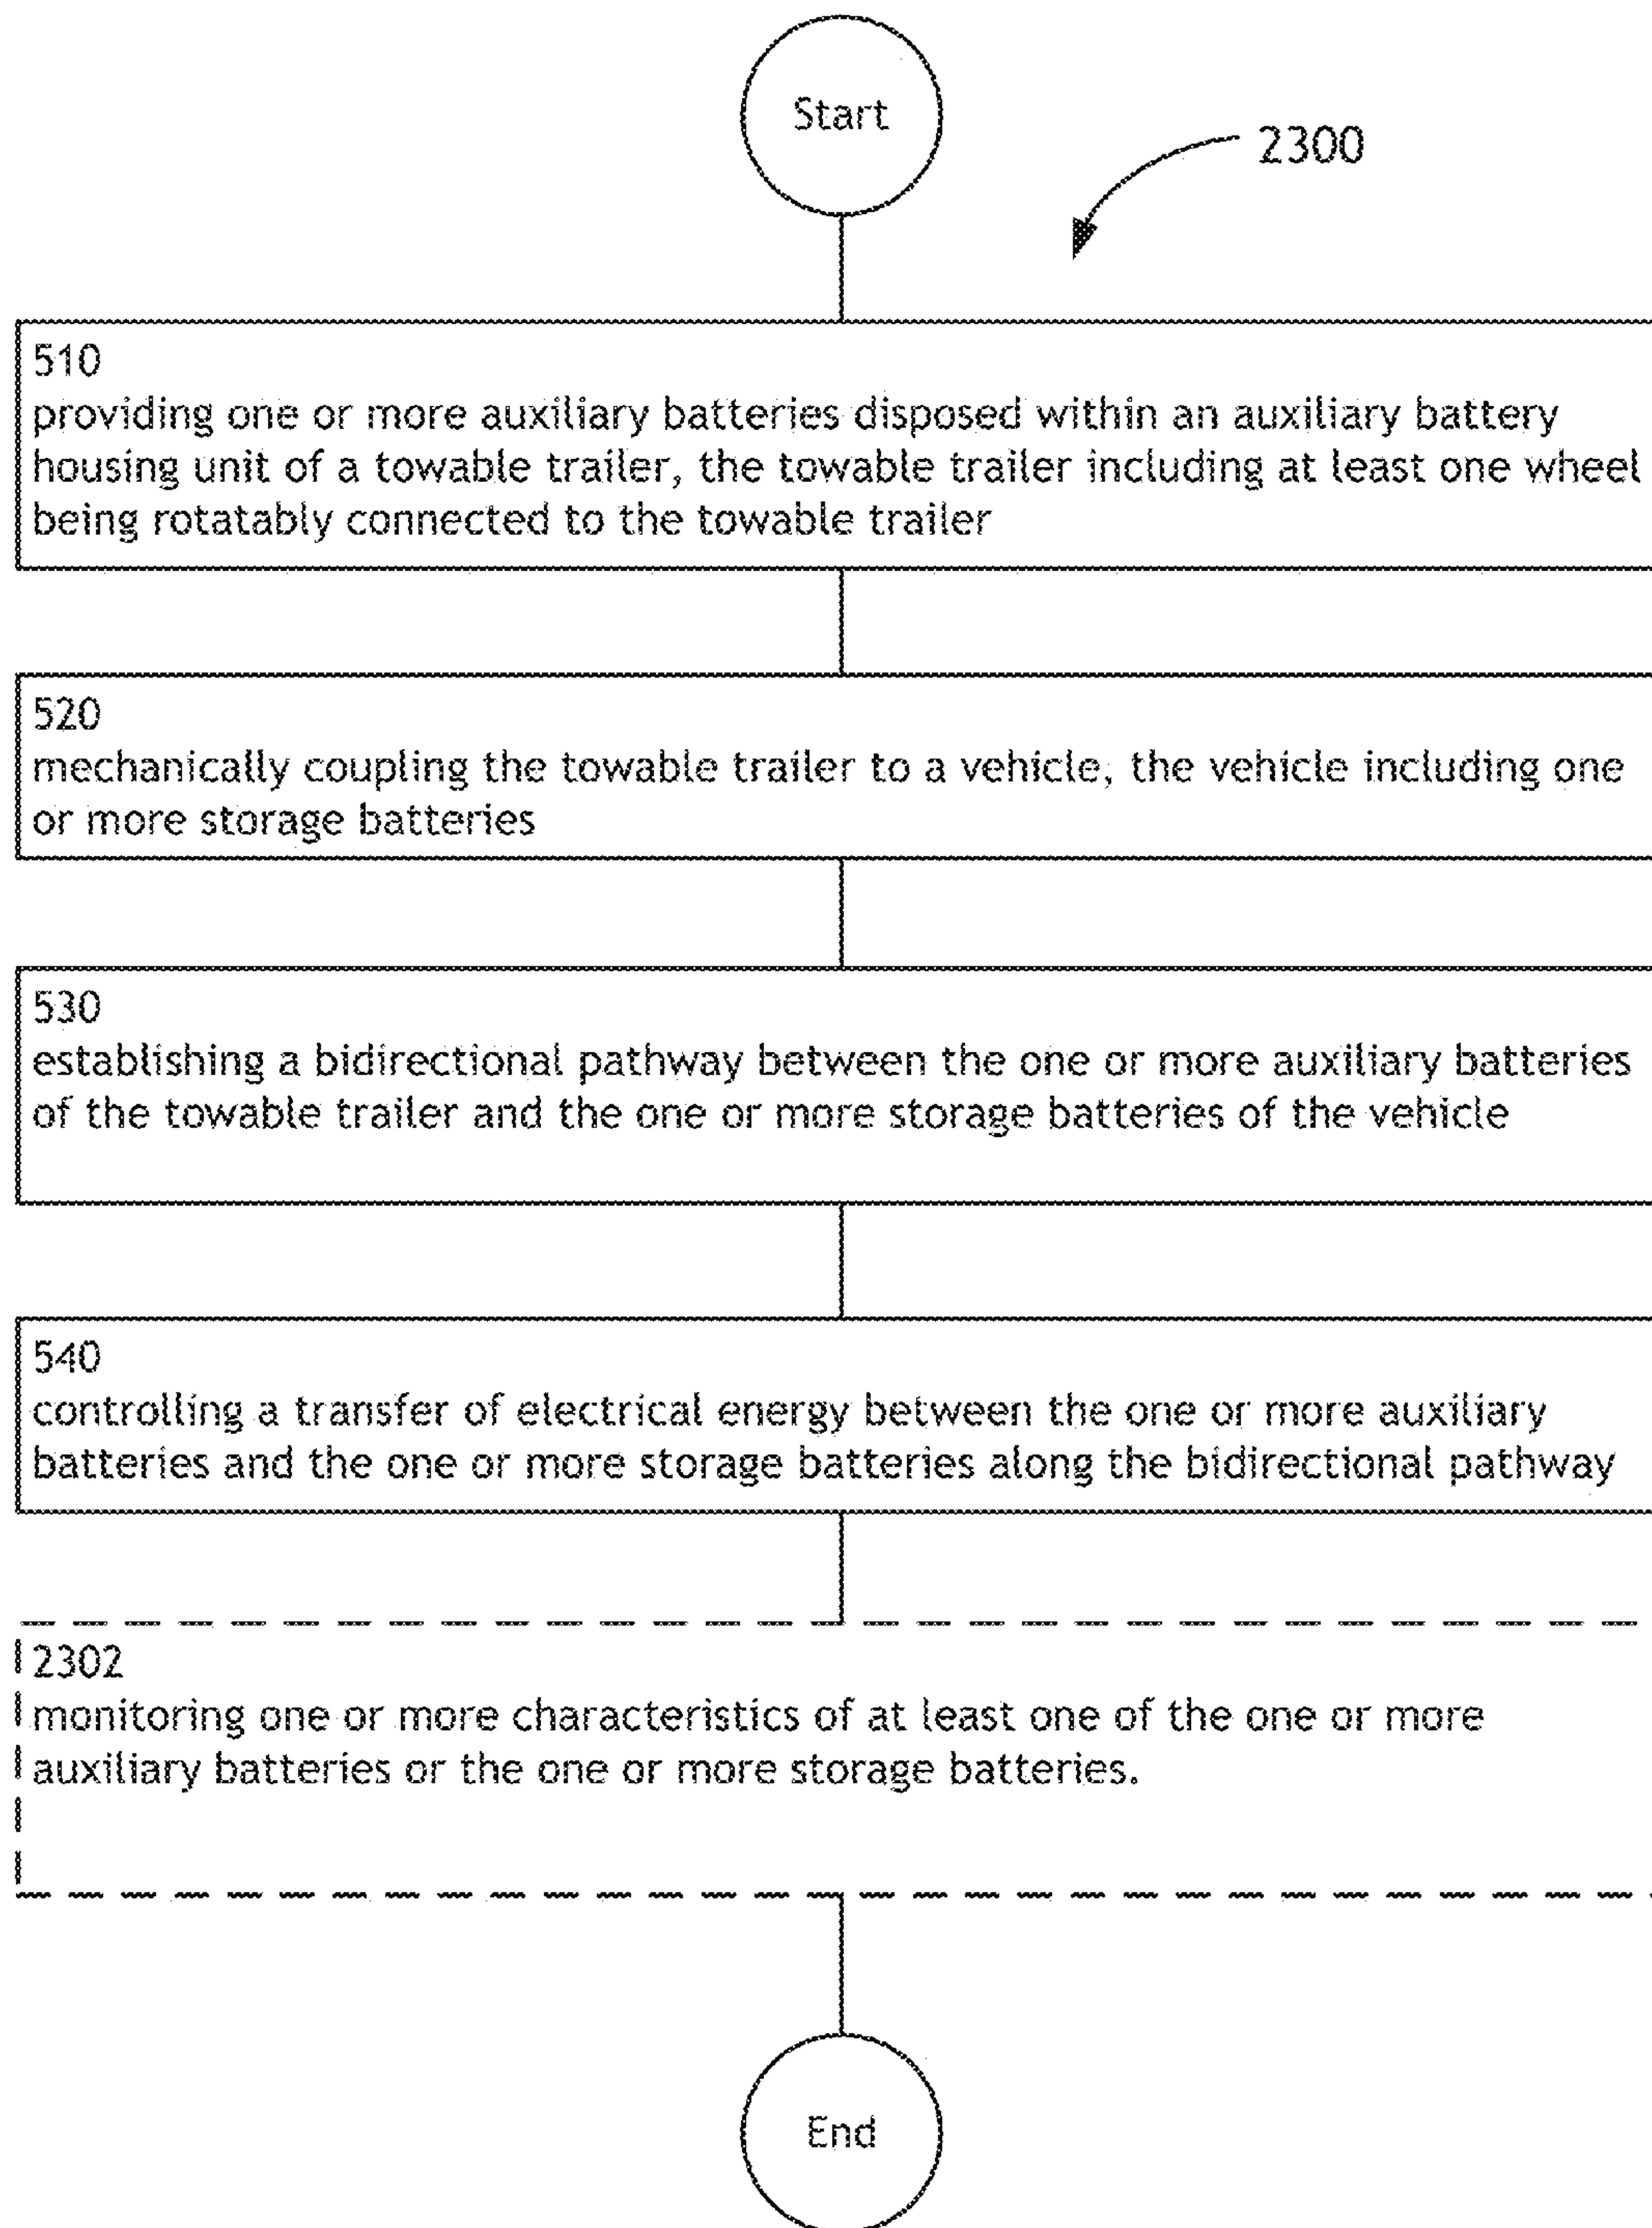 Start
2300
510
providing one or more auxiliary batteries disposed within an auxiliary battery
housing unit of a towable trailer, the towable trailer including at least one wheel
being rotatably connected to the towable trailer
520
mechanically coupling the towable trailer to a vehicle, the vehicle including one
or more storage batteries
530
establishing a bidirectional pathway between the one or more auxiliary batteries
of the towable trailer and the one or more storage batteries of the vehicle
540
controlling a transfer of electrical energy between the one or more auxiliary
batteries and the one or more storage batteries along the bidirectional pathway
2302
monitoring one or more characteristics of at least one of the one or more
auxiliary batteries or the one or more storage batteries.
End